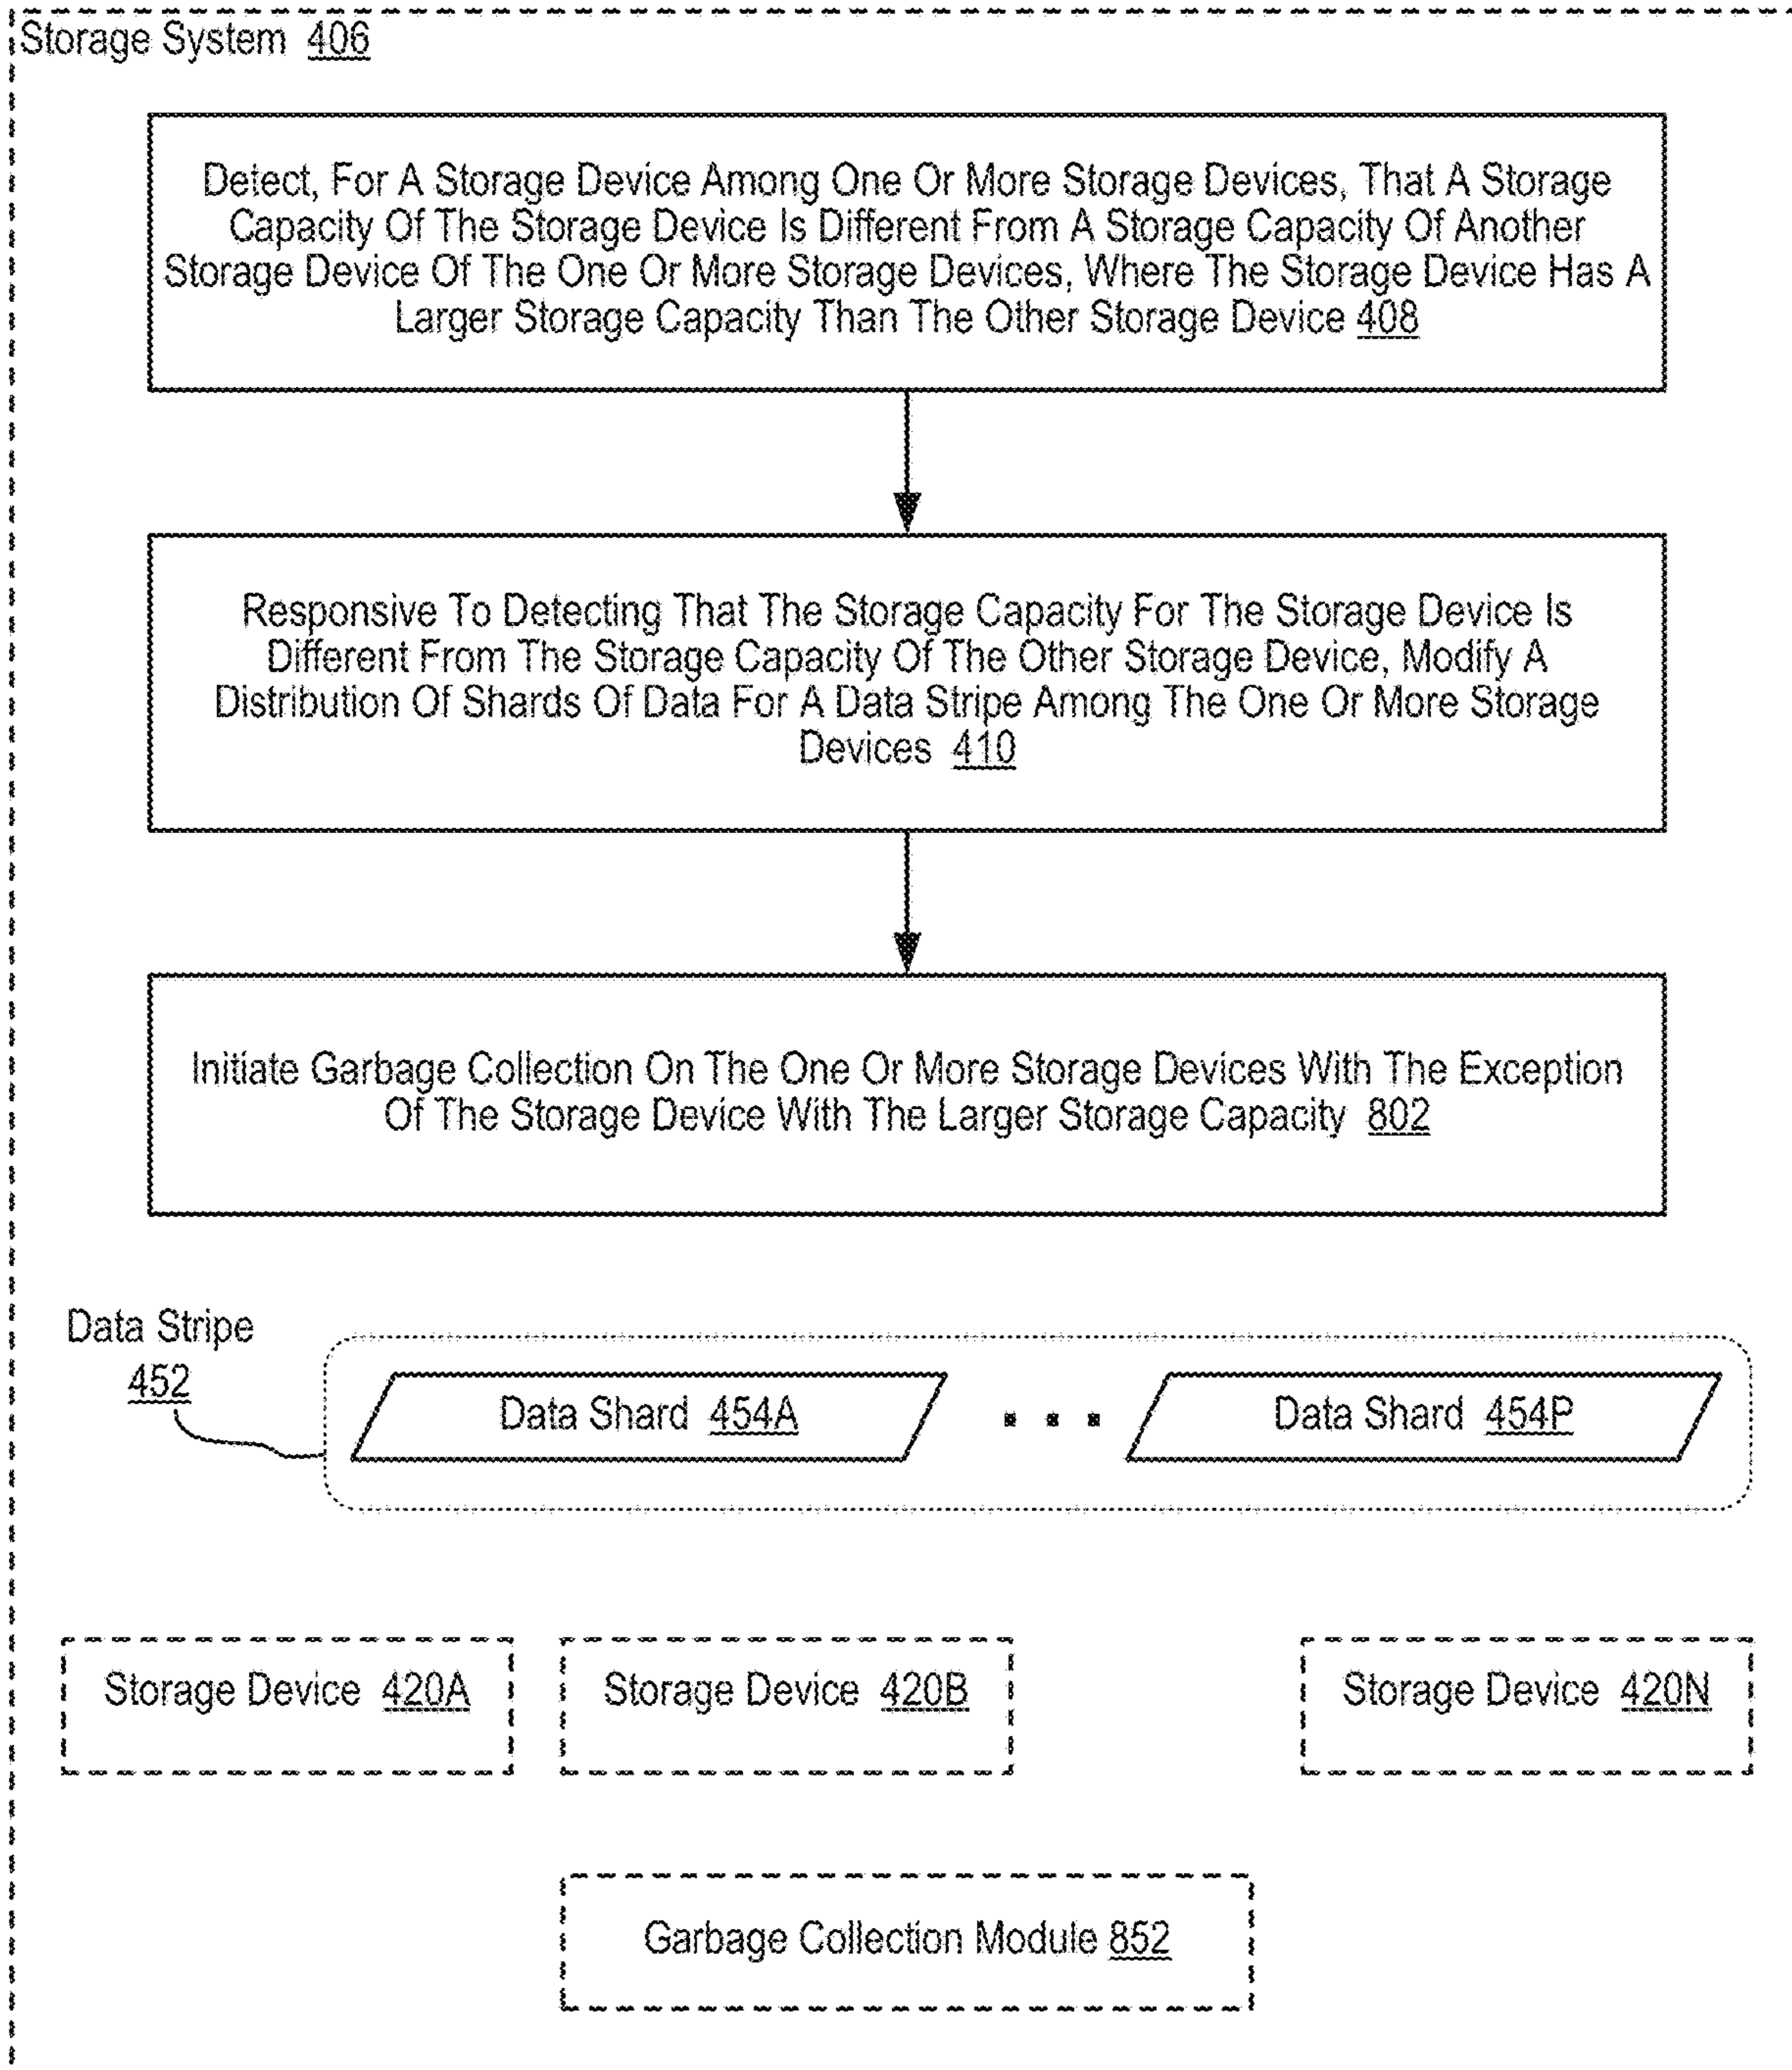 Storage System 406
Detect, For A Storage Device Among One Or More Storage Devices, That A Storage
Capacity Of The Storage Device Is Different From A Storage Capacity Of Another
Storage Device Of The One Or More Storage Devices, Where The Storage Device Has A
Larger Storage Capacity Than The Other Storage Device 408
Responsive To Detecting That The Storage Capacity For The Storage Device Is
Different From The Storage Capacity Of The Other Storage Device, Modify A
Distribution Of Shards Of Data For A Data Stripe Among The One Or More Storage
Devices 410
Initiate Garbage Collection On The One Or More Storage Devices With The Exception
Of The Storage Device With The Larger Storage Capacity 802
Data Stripe
452
Data Shard 454A
Data Shard 454P
Storage Device 420A
Storage Device 420B
Storage Device 420N
Garbage Collection Module 852